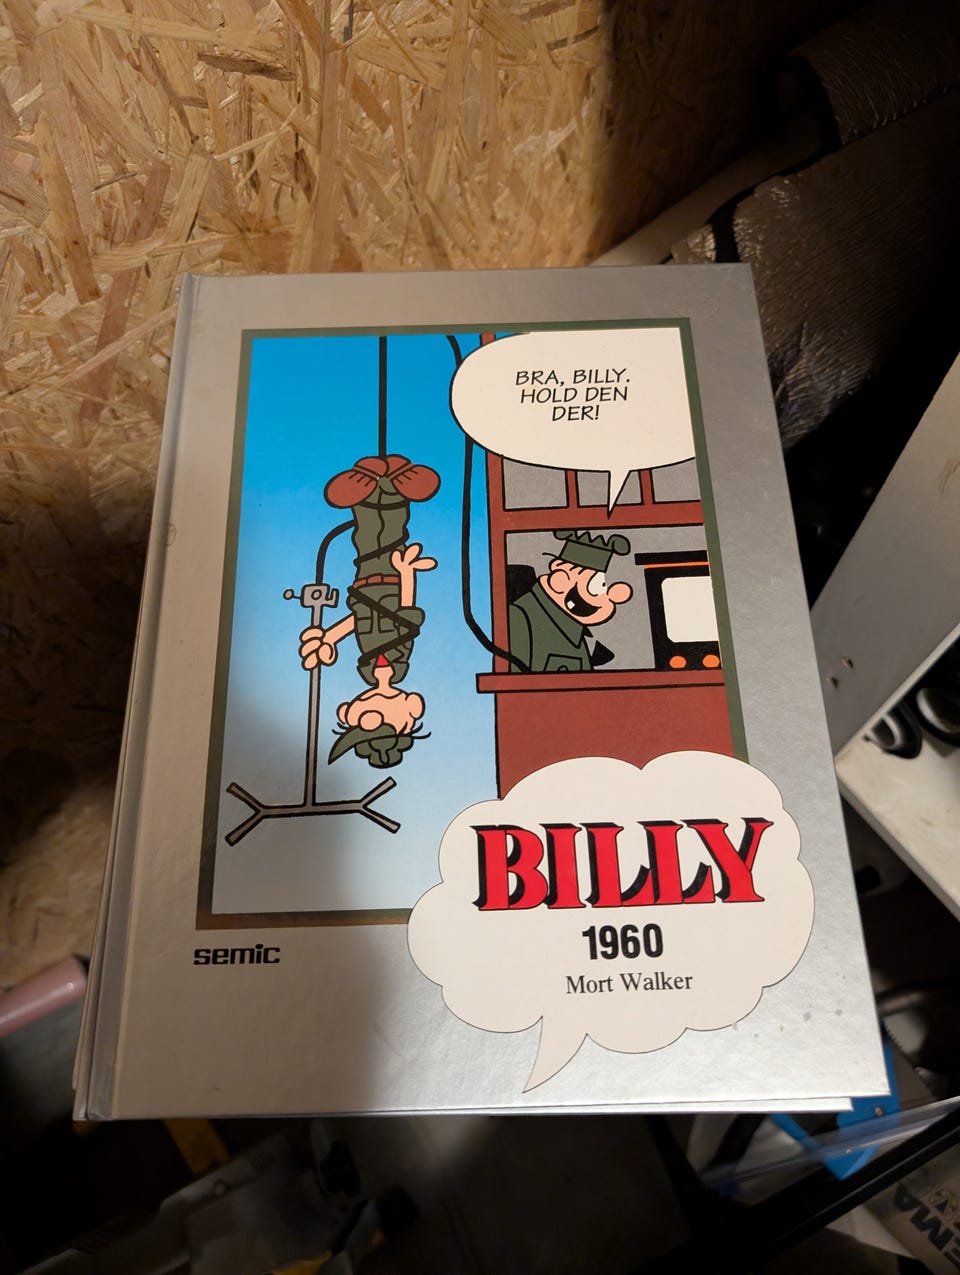 BRA, BILLY.
HOLD DEN
DER!
BILLY
1960
Mort Walker
semic